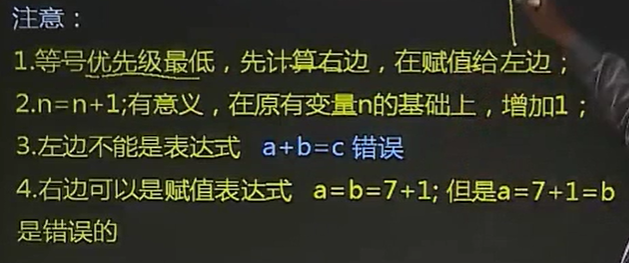 注意：
1.等号优先级最低，先计算右边，在赋值给左边；
2.n=n+1;有意义，在原有变量n的基础上，增加1；
3.左边不能是表达式 a+b=c 错误
4.右边可以是赋值表达式 a=b=7+1; 但是a=7+1=b
是错误的